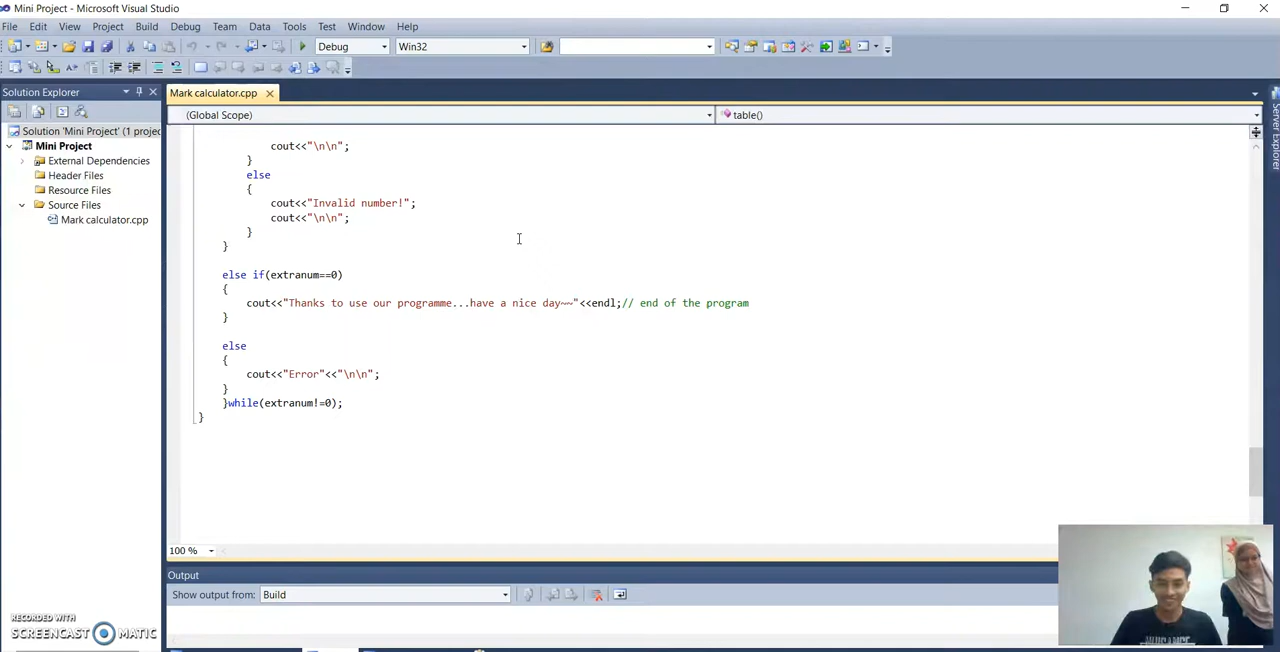 Mini Project - Microsoft Visual Studio
File Edit View Project Build Debug Team Data Tools Test Window Help
Debug Win32
Solution Explorer
Mark calculator.cpp
(Global Scope) table()
Solution 'Mini Project' (1 projec
Mini Project
External Dependencies
Header Files
Resource Files
Source Files
Mark calculator.cpp
cout<<"\n\n";
}
else
{
cout<<"Invalid number!";
cout<<"\n\n";
}
}
else if(extranum==0)
{
cout<<"Thanks to use our programme...have a nice day~~"<<endl;// end of the program
}
else
{
cout<<"Error"<<"\n\n";
}
}while(extranum!=0);
}
100 %
Output
Show output from: Build
Server Explorer
RECORDED WITH
SCREENCAST MATIC